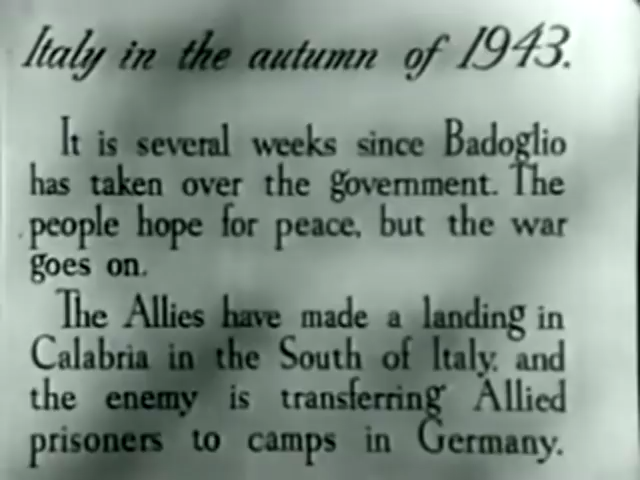 Italy in the autumn of 1943.
It is several weeks since Badoglio
has taken over the government. The
people hope for peace, but the war
goes on.
The Allies have made a landing in
Calabria in the South of Italy, and
the enemy is transferring Allied
prisoners to camps in Germany.